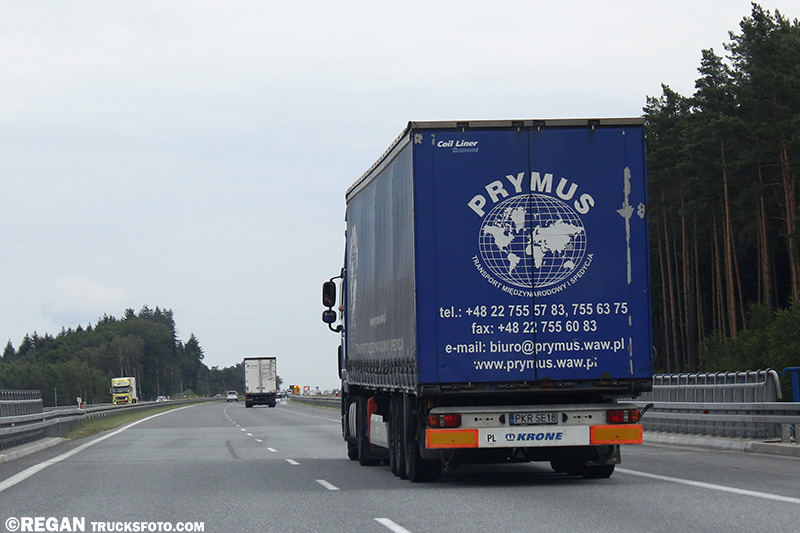 Coil Liner
PRYMUS
TRANSPORT MIĘDZYNARODOWY I SPEDYCJA
tel.: +48 22 755 57 83, 755 63 75
fax: +48 22 755 60 83
e-mail: biuro@prymus.waw.pl
www.prymus.waw.pl
PKR SE18
PL KRONE
©REGAN TRUCKSFOTO.COM